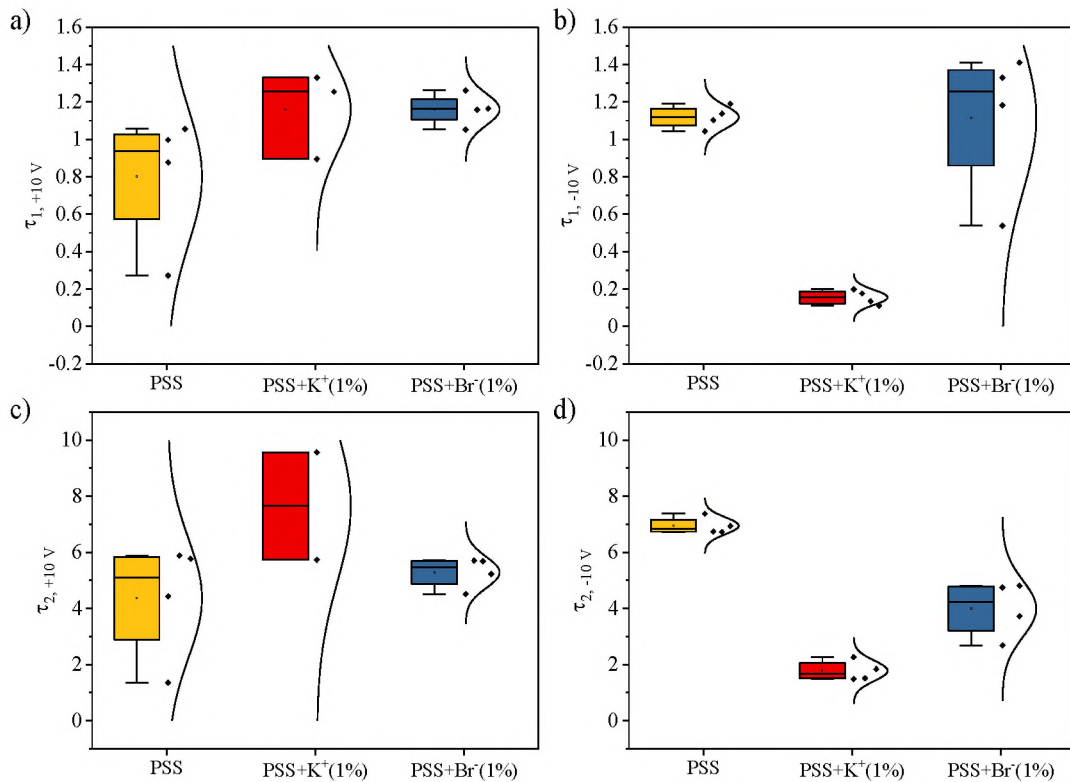 a)
1.6
1.4
1.2
1
0.8
0.6
0.4
0.2
0
-0.2
τ1, +10 V
PSS
PSS+K+(1%)
PSS+Br-(1%)
b)
1.6
1.4
1.2
1
0.8
0.6
0.4
0.2
0
-0.2
τ1, -10 V
PSS
PSS+K+(1%)
PSS+Br-(1%)
c)
10
8
6
4
2
0
τ2, +10 V
PSS
PSS+K+(1%)
PSS+Br-(1%)
d)
10
8
6
4
2
0
τ2, -10 V
PSS
PSS+K+(1%)
PSS+Br-(1%)